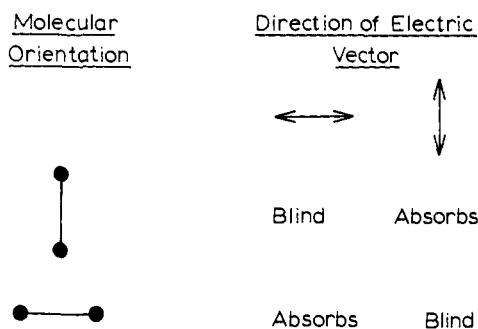 Molecular Direction of Electric
Orientation Vector
Blind Absorbs
Absorbs Blind